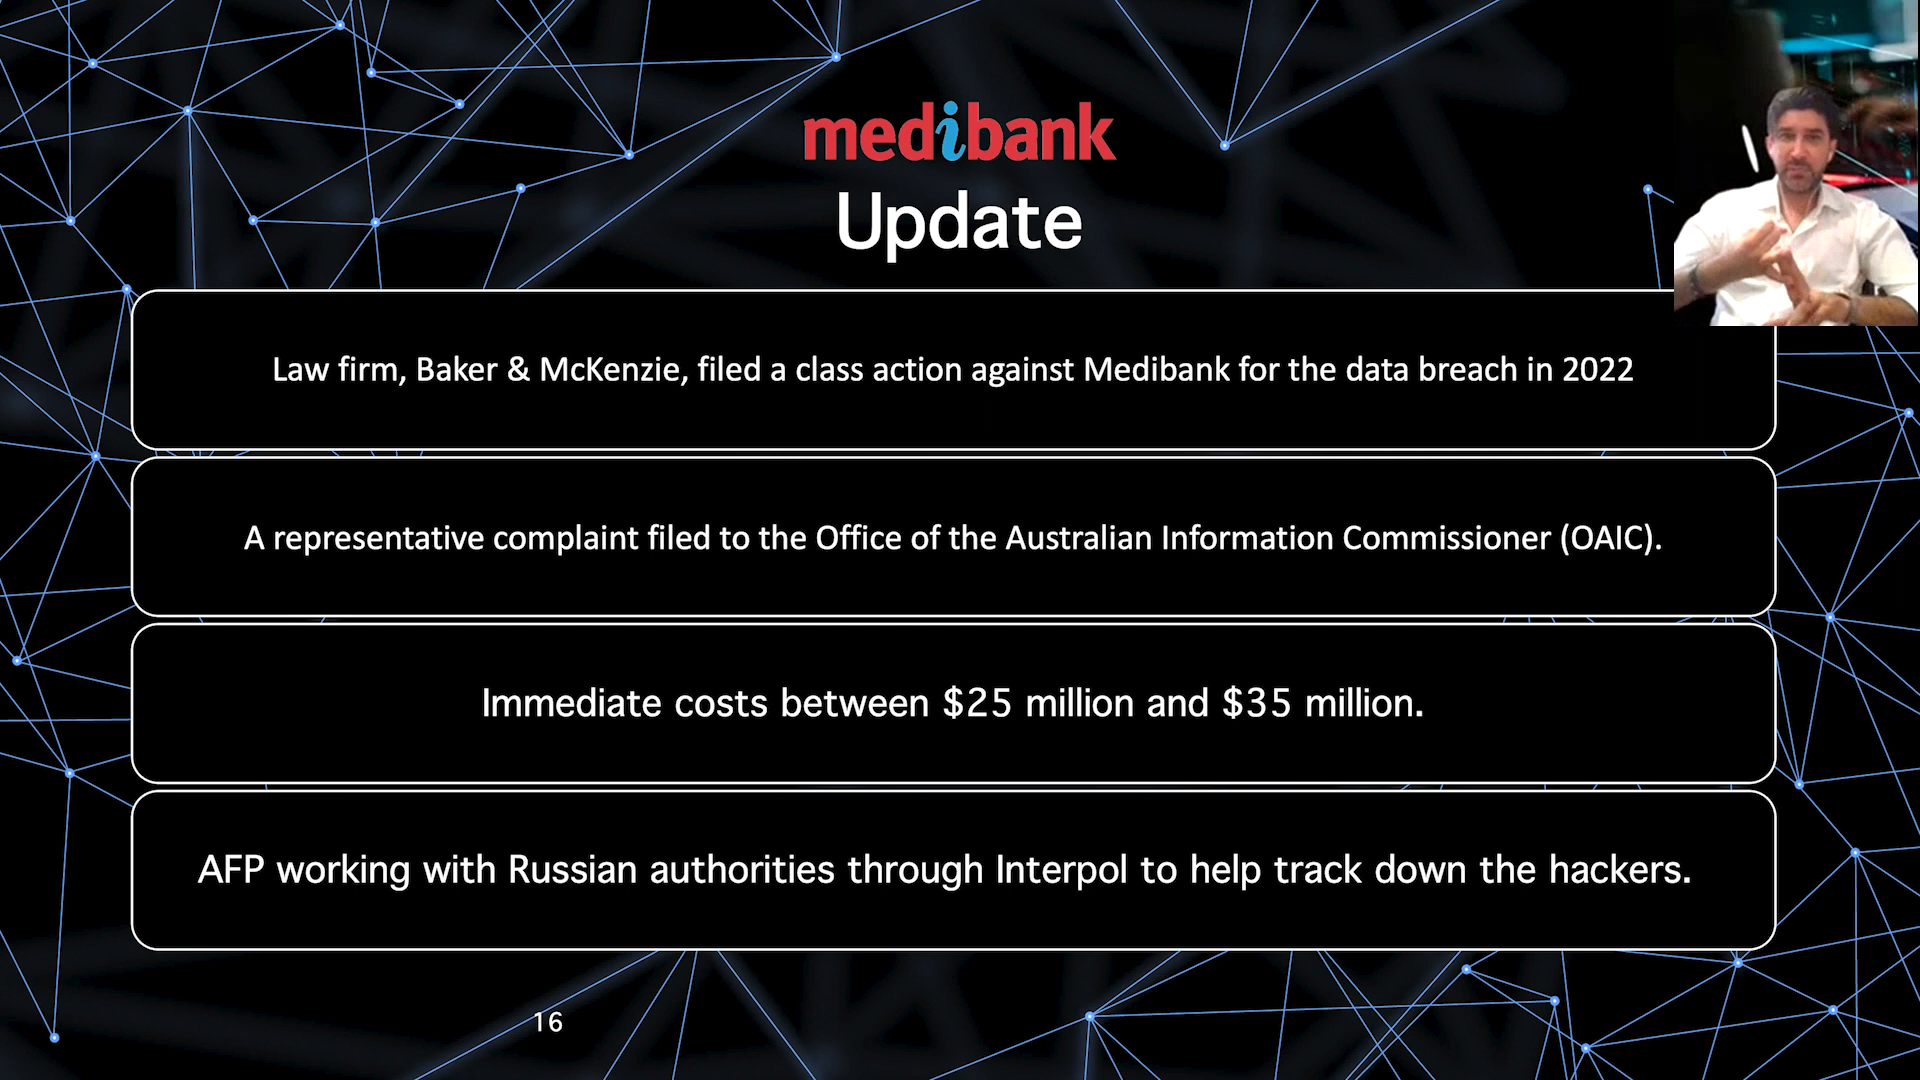 medibank
Update
Law firm, Baker & McKenzie, filed a class action against Medibank for the data breach in 2022
A representative complaint filed to the Office of the Australian Information Commissioner (OAIC).
Immediate costs between $25 million and $35 million.
AFP working with Russian authorities through Interpol to help track down the hackers.
16